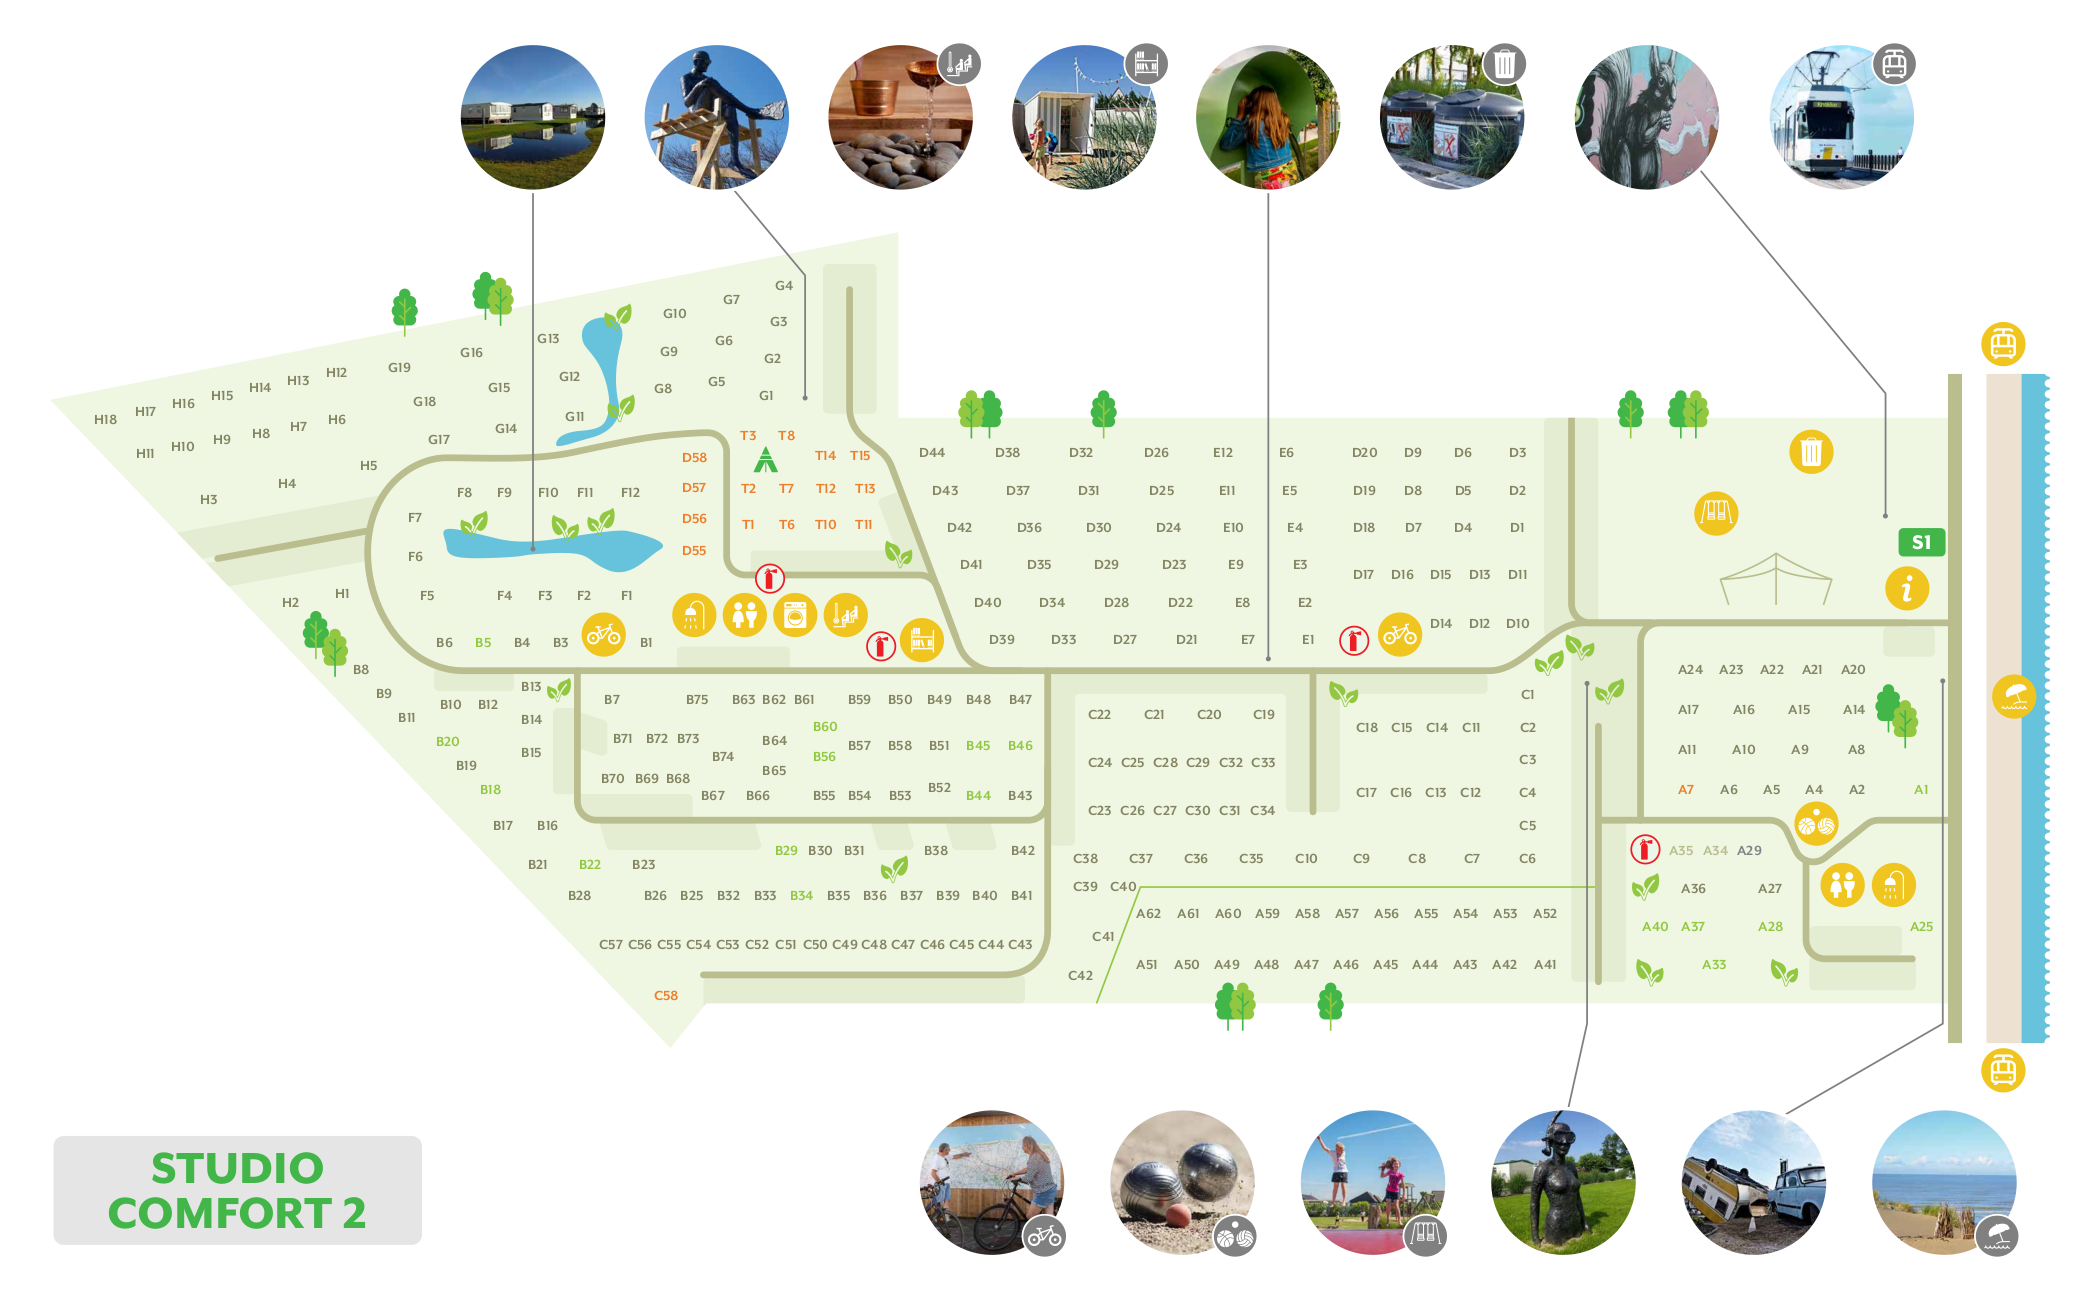 G4
G7
G10
G3
G13
G6
G16
G9
G2
H12
G19
G12
G5
H13
G15
G8
H14
G1
H15
G18
H16
G11
H17
H18
H6
G14
T3 T8
H7
H8
G17
H9
H10
H11
D58
T14 T15
D44 D38 D32 D26 E12 E6 D20 D9 D6 D3
H5
H4
H3
F8 F9 F10 F11 F12
D57
T2 T7 T12 T13
D43 D37 D31 D25 E11 E5 D19 D8 D5 D2
F7
D56
T1 T6 T10 T11
D42 D36 D30 D24 E10 E4 D18 D7 D4 D1
S1
F6
D55
D41 D35 D29 D23 E9 E3 D17 D16 D15 D13 D11
i
H1
H2
F5 F4 F3 F2 F1
D40 D34 D28 D22 E8 E2
D14 D12 D10
B6 B5 B4 B3 B1
D39 D33 D27 D21 E7 E1
B8
A24 A23 A22 A21 A20
B9
B13
B10 B12
B7 B75 B63 B62 B61 B59 B50 B49 B48 B47
C1
B11
B14
C22 C21 C20 C19
A17 A16 A15 A14
B60
C18 C15 C14 C11 C2
B20
B71 B72 B73 B64
B57 B58 B51 B45 B46
B15
B74 B56
A11 A10 A9 A8
B19
B65
C24 C25 C28 C29 C32 C33
C3
B70 B69 B68
B18
B67 B66 B55 B54 B53 B52 B44 B43
C17 C16 C13 C12 C4
A7 A6 A5 A4 A2 A1
C23 C26 C27 C30 C31 C34
B17 B16
C5
B29 B30 B31 B38 B42
A35 A34 A29
B21 B22 B23
C38 C37 C36 C35 C10 C9 C8 C7 C6
C39 C40
A36 A27
B28 B26 B25 B32 B33 B34 B35 B36 B37 B39 B40 B41
A62 A61 A60 A59 A58 A57 A56 A55 A54 A53 A52
A40 A37 A28 A25
C41
C57 C56 C55 C54 C53 C52 C51 C50 C49 C48 C47 C46 C45 C44 C43
A51 A50 A49 A48 A47 A46 A45 A44 A43 A42 A41
A33
C42
C58
STUDIO
COMFORT 2